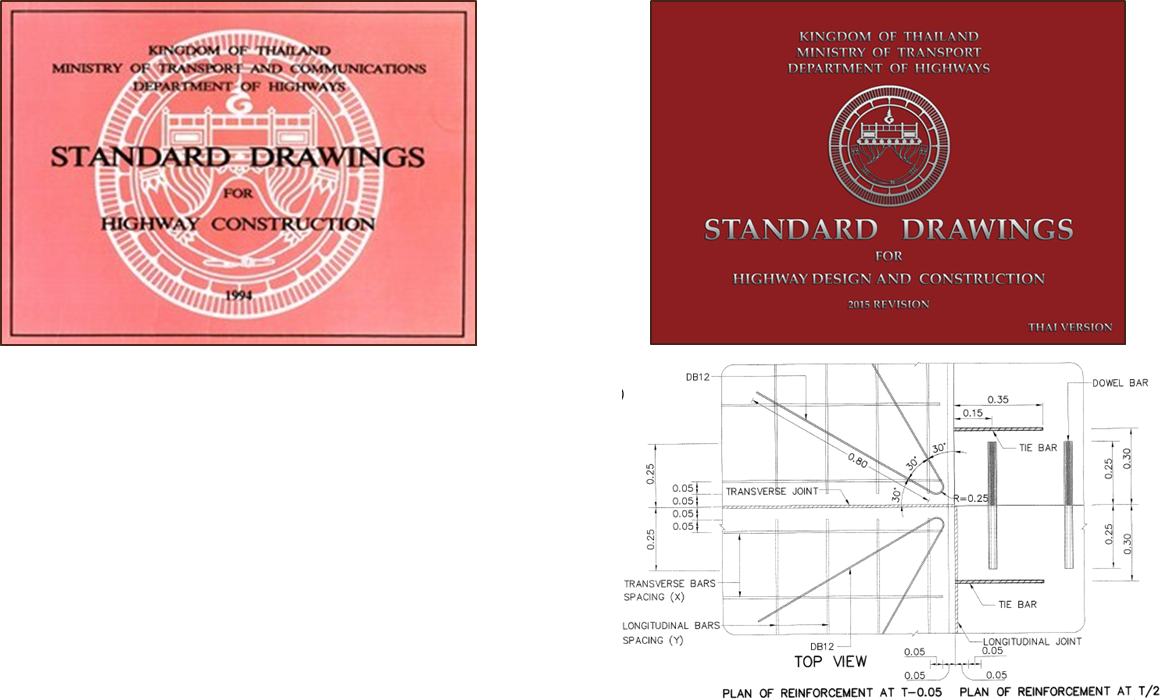 KINGDOM OF THAILAND
MINISTRY OF TRANSPORT AND COMMUNICATIONS
DEPARTMENT OF HIGHWAYS
STANDARD DRAWINGS
FOR
HIGHWAY CONSTRUCTION
1994
KINGDOM OF THAILAND
MINISTRY OF TRANSPORT
DEPARTMENT OF HIGHWAYS
STANDARD DRAWINGS
FOR
HIGHWAY DESIGN AND CONSTRUCTION
2015 REVISION
THAI VERSION
)
DB12
DOWEL BAR
0.35
0.15
TIE BAR
0.80
30°
30°
30°
R=0.25
0.25
0.30
0.25
0.05
0.05
0.05
0.05
TRANSVERSE JOINT
0.25
0.25
0.30
TRANSVERSE BARS
SPACING (X)
TIE BAR
LONGITUDINAL BARS
SPACING (Y)
DB12
LONGITUDINAL JOINT
TOP VIEW
0.05
0.05
0.05
0.05
PLAN OF REINFORCEMENT AT T-0.05
PLAN OF REINFORCEMENT AT T/2